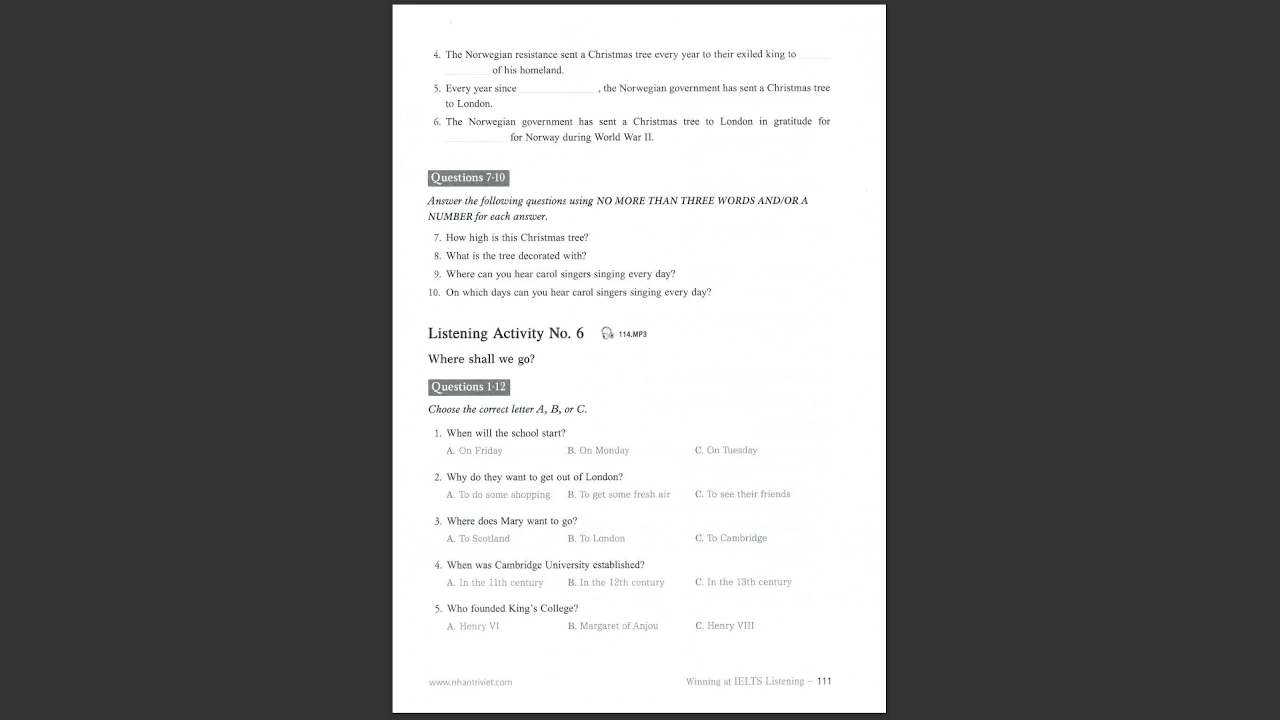 4. The Norwegian resistance sent a Christmas tree every year to their exiled king to ______
__________ of his homeland.
5. Every year since __________________, the Norwegian government has sent a Christmas tree
to London.
6. The Norwegian government has sent a Christmas tree to London in gratitude for
______________ for Norway during World War II.
Questions 7-10
Answer the following questions using NO MORE THAN THREE WORDS AND/OR A
NUMBER for each answer.
7. How high is this Christmas tree?
8. What is the tree decorated with?
9. Where can you hear carol singers singing every day?
10. On which days can you hear carol singers singing every day?
Listening Activity No. 6 114.MP3
Where shall we go?
Questions 1-12
Choose the correct letter A, B, or C.
1. When will the school start?
A. On Friday B. On Monday C. On Tuesday
2. Why do they want to get out of London?
A. To do some shopping B. To get some fresh air C. To see their friends
3. Where does Mary want to go?
A. To Scotland B. To London C. To Cambridge
4. When was Cambridge University established?
A. In the 11th century B. In the 12th century C. In the 13th century
5. Who founded King's College?
A. Henry VI B. Margaret of Anjou C. Henry VIII
www.nhantriviet.com Winning at IELTS Listening – 111